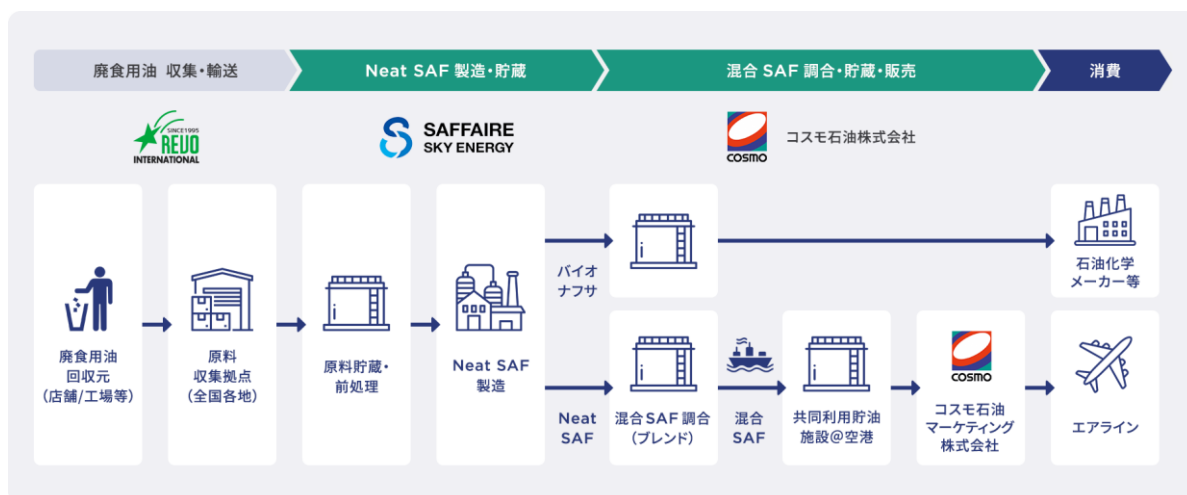 廃食用油 収集・輸送
Neat SAF 製造・貯蔵
混合 SAF 調合・貯蔵・販売
消費
SINCE1995
REVO
INTERNATIONAL
SAFFAIRE
SKY ENERGY
COSMO
コスモ石油株式会社
廃食用油
回収元
(店舗/工場等)
原料
収集拠点
(全国各地)
原料貯蔵・
前処理
Neat SAF
製造
バイオ
ナフサ
石油化学
メーカー等
Neat
SAF
混合SAF 調合
(ブレンド)
混合
SAF
共同利用貯油
施設@空港
COSMO
コスモ石油
マーケティング
株式会社
エアライン